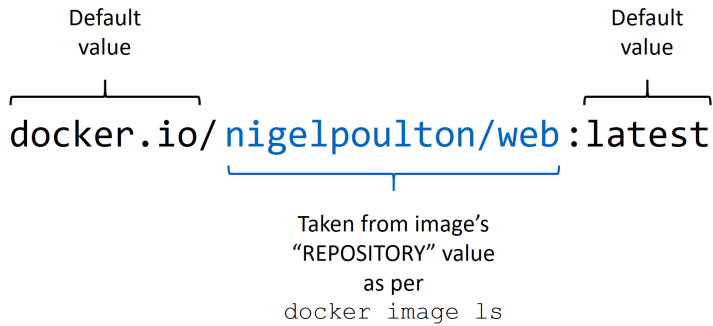 Default
value
Default
value
docker.io/nigelpoulton/web:latest
Taken from image’s
“REPOSITORY” value
as per
docker image ls